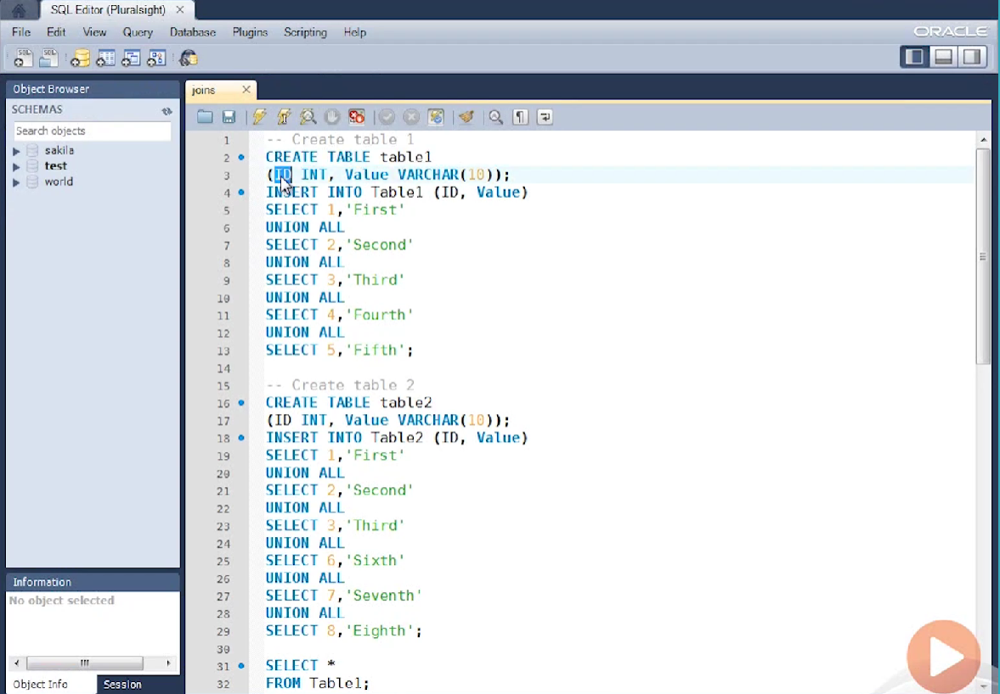 SQL Editor (Pluralsight) ×
File Edit View Query Database Plugins Scripting Help
ORACLE
SQL SQL
Object Browser
SCHEMAS
Search objects
sakila
test
world
Information
No object selected
Object Info Session
joins ×
1 -- Create table 1
2 CREATE TABLE table1
3 (ID INT, Value VARCHAR(10));
4 INSERT INTO Table1 (ID, Value)
5 SELECT 1,'First'
6 UNION ALL
7 SELECT 2,'Second'
8 UNION ALL
9 SELECT 3,'Third'
10 UNION ALL
11 SELECT 4,'Fourth'
12 UNION ALL
13 SELECT 5,'Fifth';
14
15 -- Create table 2
16 CREATE TABLE table2
17 (ID INT, Value VARCHAR(10));
18 INSERT INTO Table2 (ID, Value)
19 SELECT 1,'First'
20 UNION ALL
21 SELECT 2,'Second'
22 UNION ALL
23 SELECT 3,'Third'
24 UNION ALL
25 SELECT 6,'Sixth'
26 UNION ALL
27 SELECT 7,'Seventh'
28 UNION ALL
29 SELECT 8,'Eighth';
30
31 SELECT *
32 FROM Table1;